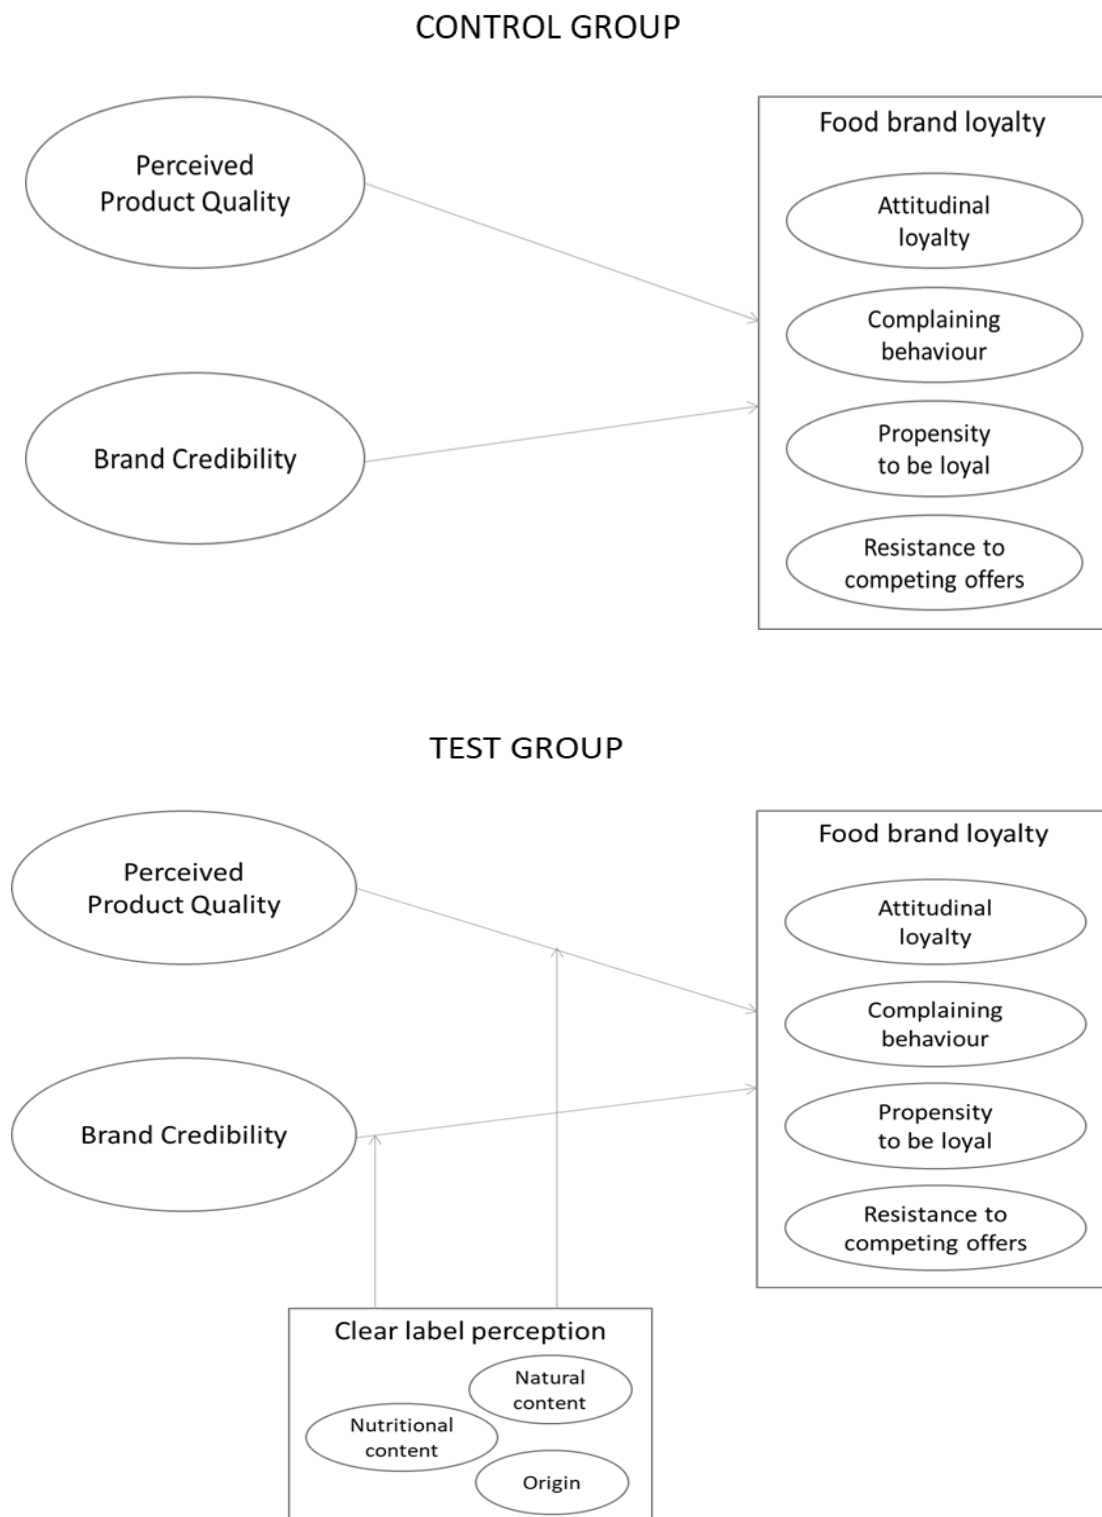 CONTROL GROUP
Perceived
Product Quality
Brand Credibility
Food brand loyalty
Attitudinal
loyalty
Complaining
behaviour
Propensity
to be loyal
Resistance to
competing offers
TEST GROUP
Perceived
Product Quality
Brand Credibility
Food brand loyalty
Attitudinal
loyalty
Complaining
behaviour
Propensity
to be loyal
Resistance to
competing offers
Clear label perception
Natural
content
Nutritional
content
Origin